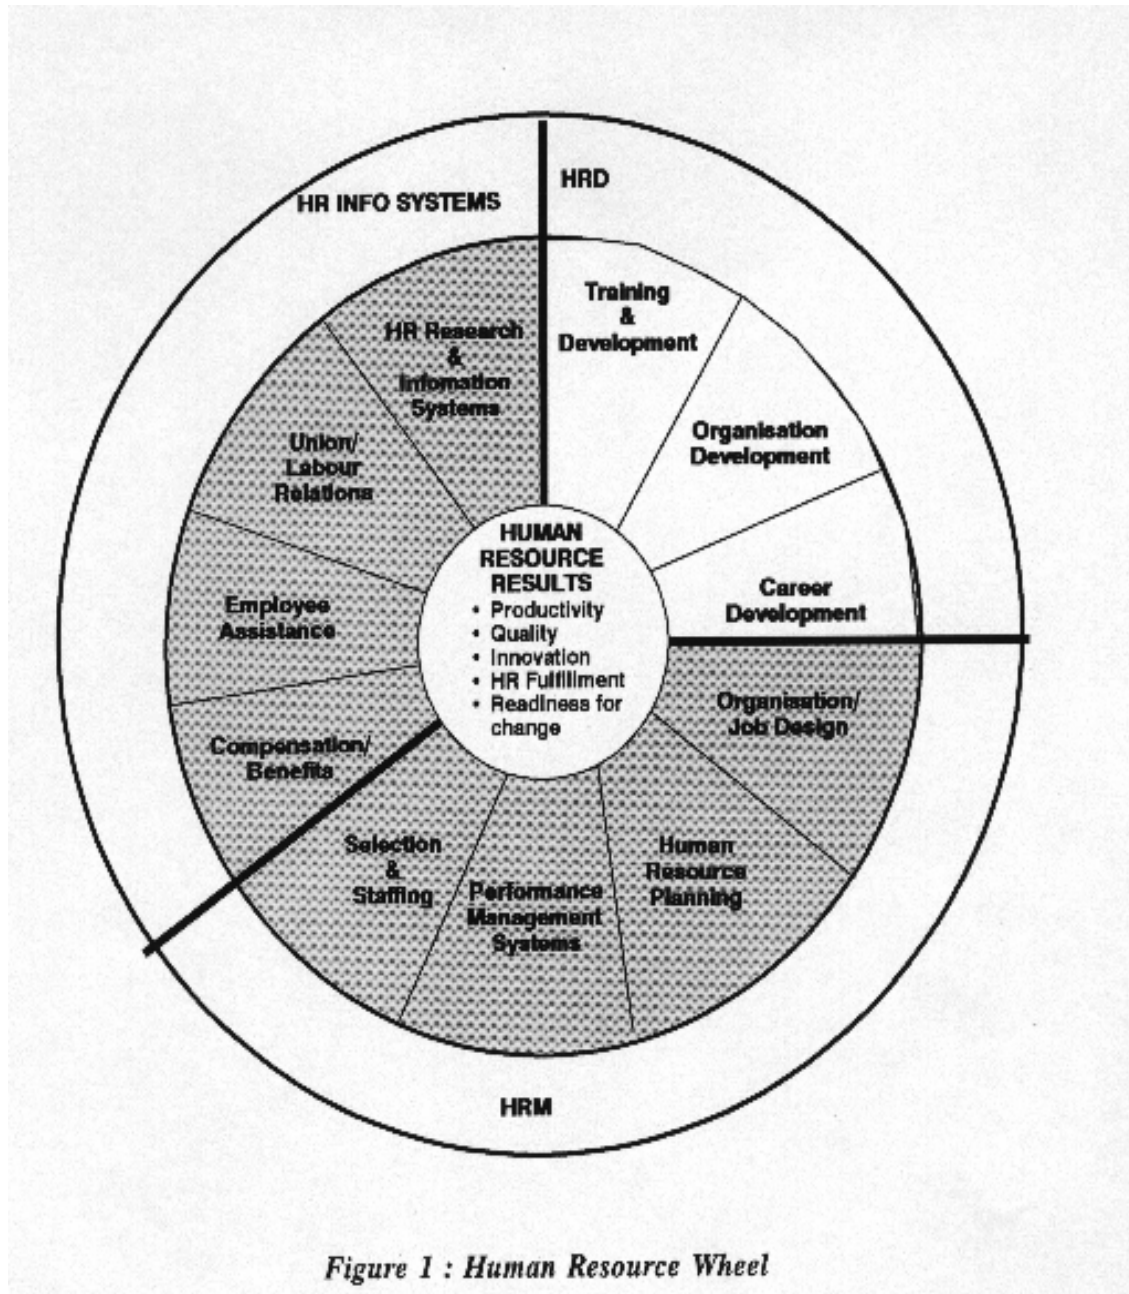 HR INFO SYSTEMS
HRD
Training
&
Development
Organisation
Development
Career
Development
Organisation/
Job Design
Human
Resource
Planning
Performance
Management
Systems
Selection
&
Staffing
Compensation/
Benefits
Employee
Assistance
Union/
Labour
Relations
HR Research
&
Infomation
Systems
HUMAN
RESOURCE
RESULTS
• Productivity
• Quality
• Innovation
• HR Fulfillment
• Readiness for
change
HRM
Figure 1 : Human Resource Wheel